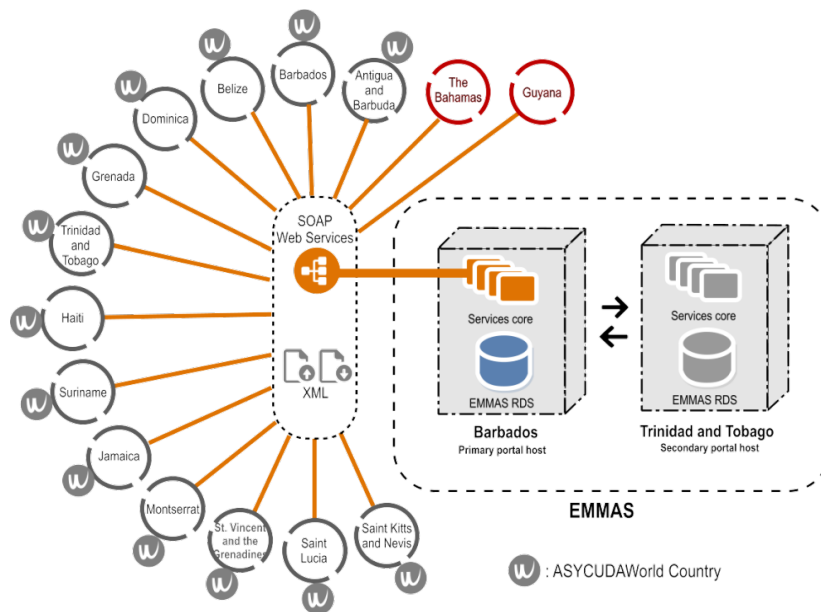 Barbados
Antigua
and
Barbuda
The
Bahamas
Guyana
Belize
Dominica
Grenada
Trinidad
and
Tobago
Haiti
Suriname
Jamaica
Montserrat
St. Vincent
and the
Grenadines
Saint
Lucia
Saint Kitts
and Nevis
SOAP
Web Services
XML
Services core
EMMAS RDS
Barbados
Primary portal host
Services core
EMMAS RDS
Trinidad and Tobago
Secondary portal host
EMMAS
W : ASYCUDAWorld Country